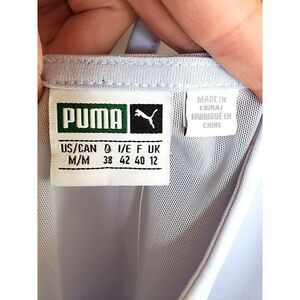 PUMA
US/CAN D I/E F UK
M/M 38 42 40 12
MADE IN
CHINA/
FABRIQUÉ EN
CHINE